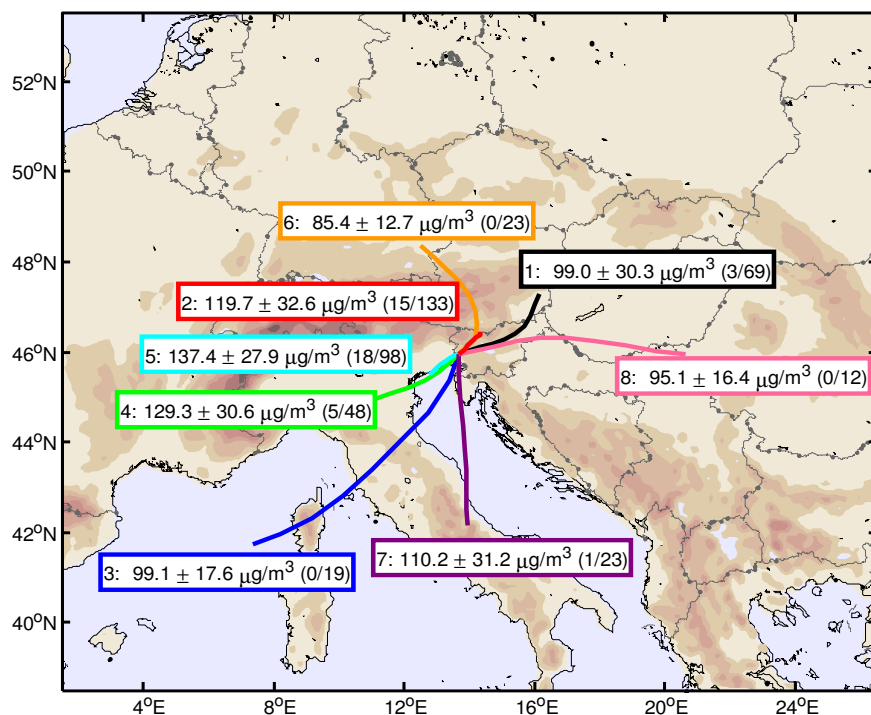 52°N
50°N
6: 85.4 ± 12.7 µg/m³ (0/23)
48°N
1: 99.0 ± 30.3 µg/m³ (3/69)
2: 119.7 ± 32.6 µg/m³ (15/133)
46°N
5: 137.4 ± 27.9 µg/m³ (18/98)
8: 95.1 ± 16.4 µg/m³ (0/12)
4: 129.3 ± 30.6 µg/m³ (5/48)
44°N
42°N
7: 110.2 ± 31.2 µg/m³ (1/23)
3: 99.1 ± 17.6 µg/m³ (0/19)
40°N
4°E 8°E 12°E 16°E 20°E 24°E